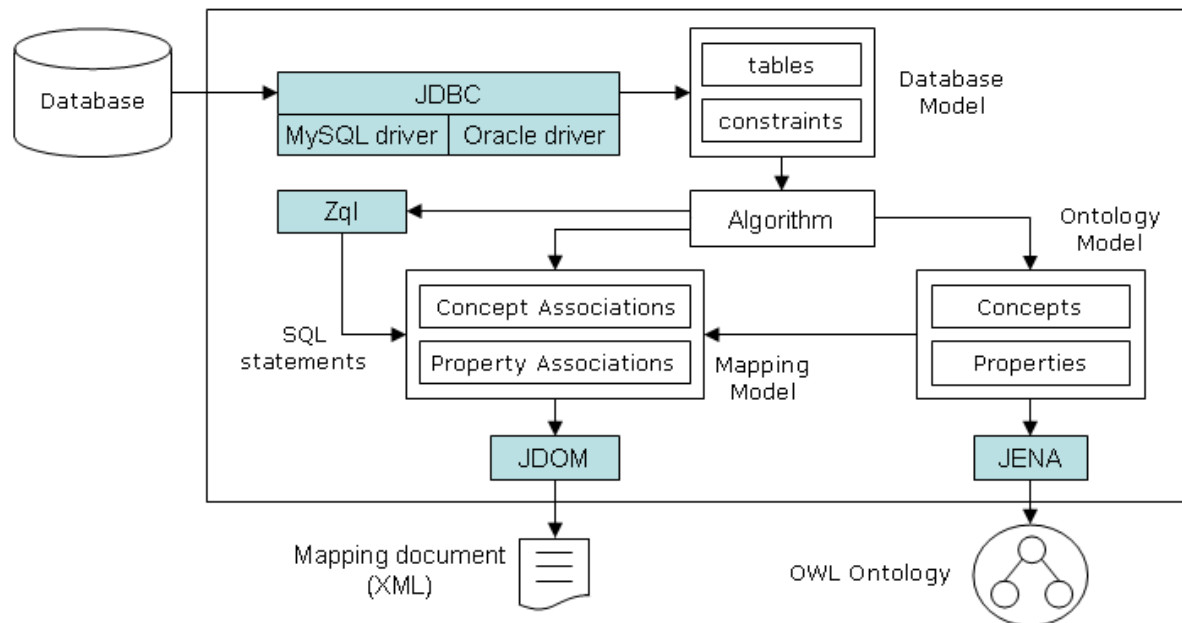 Database
JDBC
MySQL driver
Oracle driver
tables
constraints
Database
Model
Zql
Algorithm
Ontology
Model
SQL
statements
Concept Associations
Property Associations
Mapping
Model
Concepts
Properties
JDOM
JENA
Mapping document
(XML)
OWL Ontology